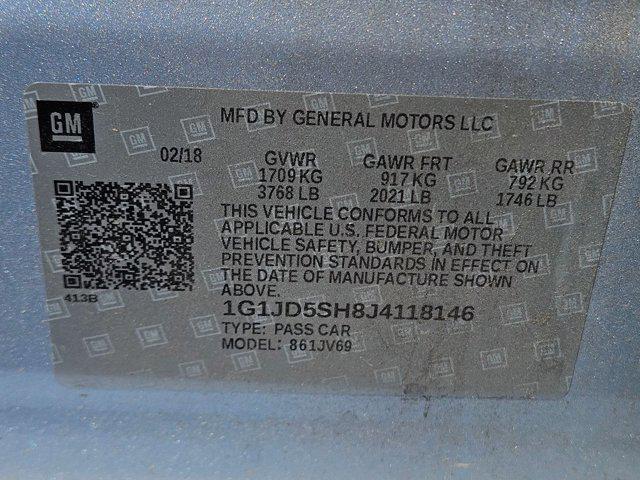 GM
MFD BY GENERAL MOTORS LLC
02/18 GVWR GAWR FRT GAWR RR
1709 KG 917 KG 792 KG
3768 LB 2021 LB 1746 LB
THIS VEHICLE CONFORMS TO ALL
APPLICABLE U.S. FEDERAL MOTOR
VEHICLE SAFETY, BUMPER, AND THEFT
PREVENTION STANDARDS IN EFFECT ON
THE DATE OF MANUFACTURE SHOWN
ABOVE.
413B
1G1JD5SH8J4118146
TYPE: PASS CAR
MODEL: 861JV69